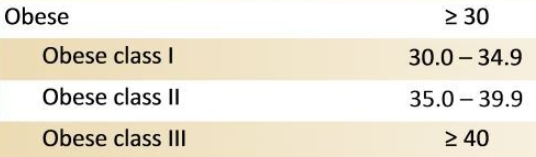 Obese ≥ 30
Obese class I 30.0 – 34.9
Obese class II 35.0 – 39.9
Obese class III ≥ 40